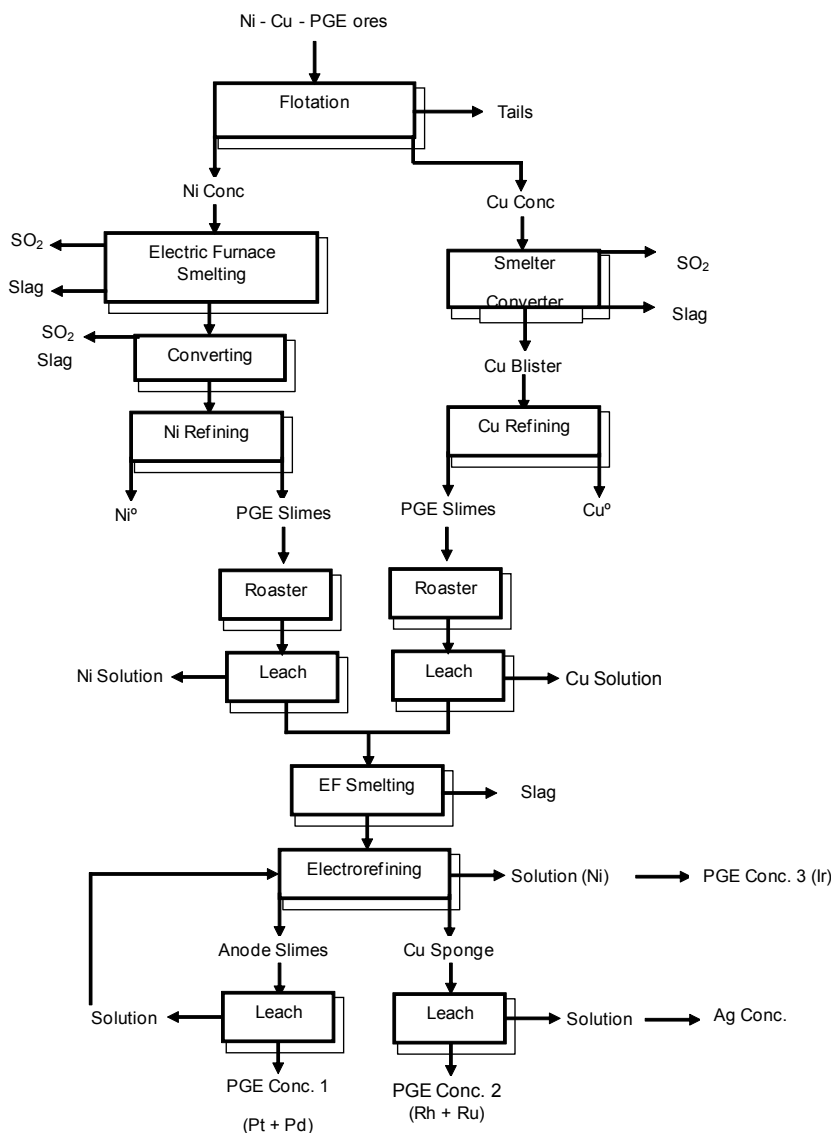 Ni - Cu - PGE ores
Flotation
Tails
Ni Conc
Cu Conc
SO₂
Electric Furnace
Smelting
Slag
Smelter
Converter
SO₂
Slag
SO₂
Slag
Converting
Cu Blister
Ni Refining
Cu Refining
Niº
PGE Slimes
PGE Slimes
Cuº
Roaster
Roaster
Ni Solution
Leach
Leach
Cu Solution
EF Smelting
Slag
Electrorefining
Solution (Ni)
PGE Conc. 3 (Ir)
Anode Slimes
Cu Sponge
Solution
Leach
Leach
Solution
Ag Conc.
PGE Conc. 1
(Pt + Pd)
PGE Conc. 2
(Rh + Ru)